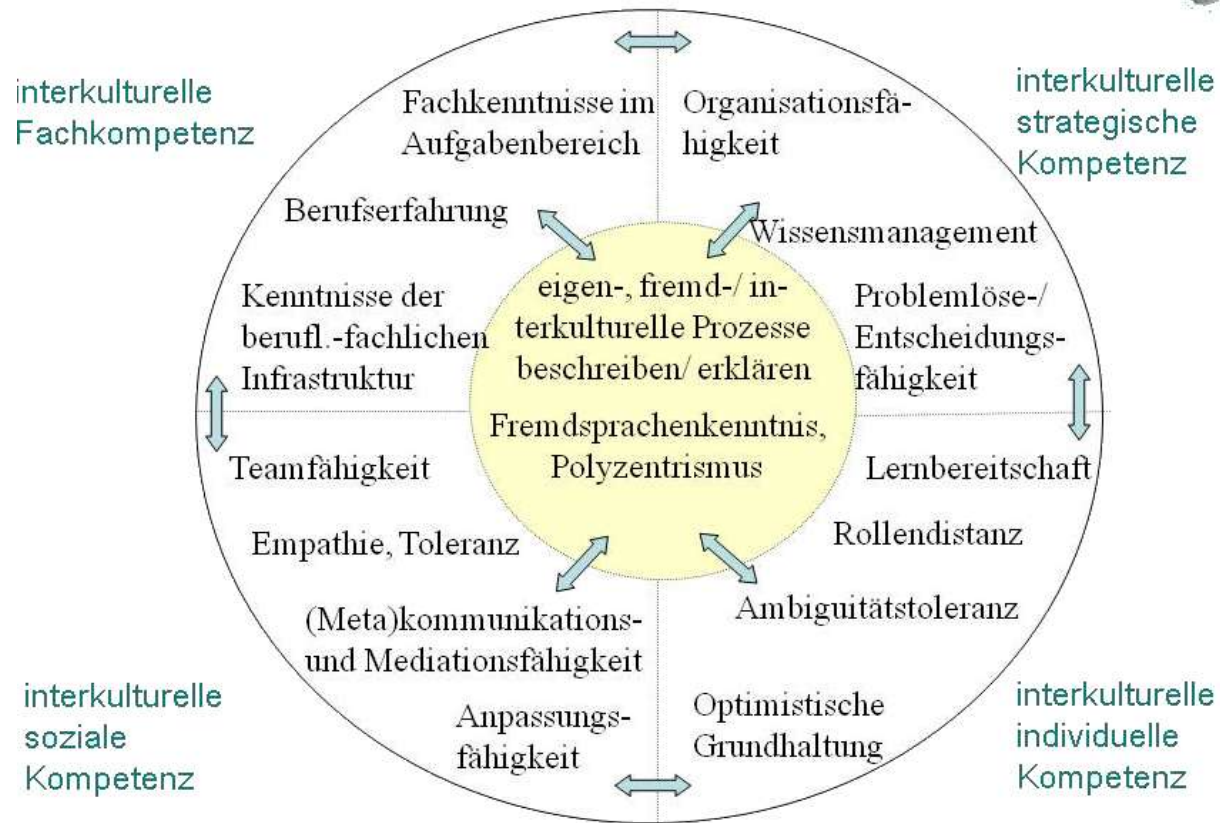 interkulturelle
Fachkompetenz
Fachkenntnisse im
Aufgabenbereich
Berufserfahrung
Kenntnisse der
berufl.-fachlichen
Infrastruktur
Organisationsfä-
higkeit
Wissensmanagement
Problemlöse-/
Entscheidungs-
fähigkeit
interkulturelle
strategische
Kompetenz
eigen-, fremd-/ in-
terkulturelle Prozesse
beschreiben/ erklären
Fremdsprachenkenntnis,
Polyzentrismus
Teamfähigkeit
Empathie, Toleranz
(Meta)kommunikations-
und Mediationsfähigkeit
Anpassungs-
fähigkeit
interkulturelle
soziale
Kompetenz
Lernbereitschaft
Rollendistanz
Ambiguitätstoleranz
Optimistische
Grundhaltung
interkulturelle
individuelle
Kompetenz